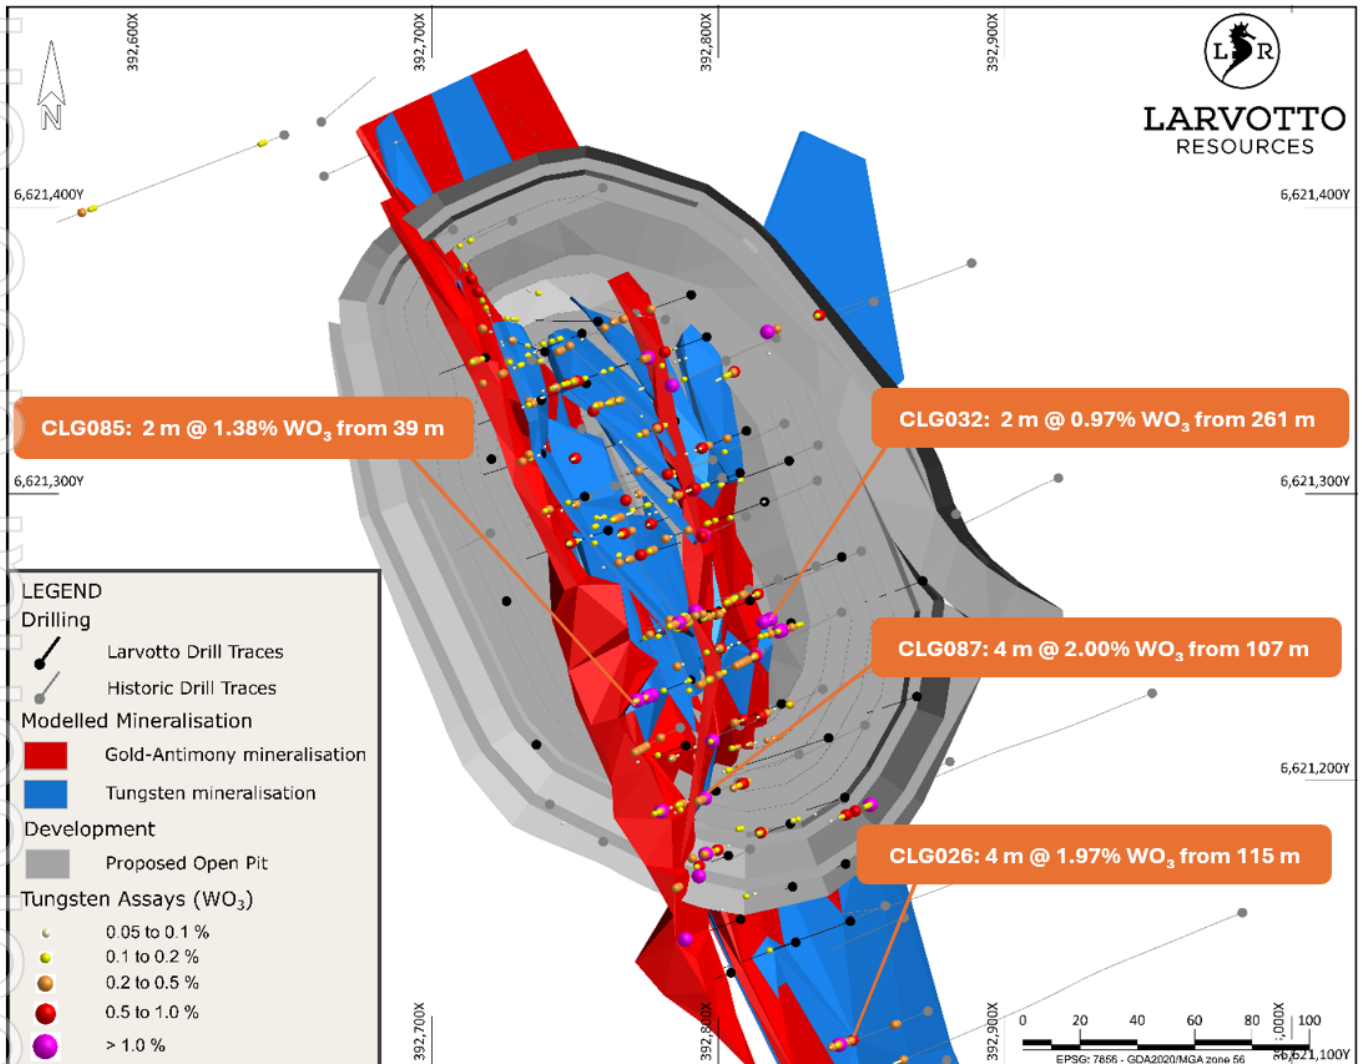 392,600X
392,700X
392,800X
392,900X
N
L R
LARVOTTO
RESOURCES
6,621,400Y
6,621,400Y
CLG085: 2 m @ 1.38% WO₃ from 39 m
CLG032: 2 m @ 0.97% WO₃ from 261 m
6,621,300Y
6,621,300Y
LEGEND
Drilling
Larvotto Drill Traces
Historic Drill Traces
Modelled Mineralisation
Gold-Antimony mineralisation
Tungsten mineralisation
Development
Proposed Open Pit
Tungsten Assays (WO₃)
0.05 to 0.1 %
0.1 to 0.2 %
0.2 to 0.5 %
0.5 to 1.0 %
> 1.0 %
CLG087: 4 m @ 2.00% WO₃ from 107 m
6,621,200Y
CLG026: 4 m @ 1.97% WO₃ from 115 m
392,700X
392,800X
392,900X
0 20 40 60 80 100
EPSG: 7856 - GDA2020/MGA zone 56
6,621,100Y